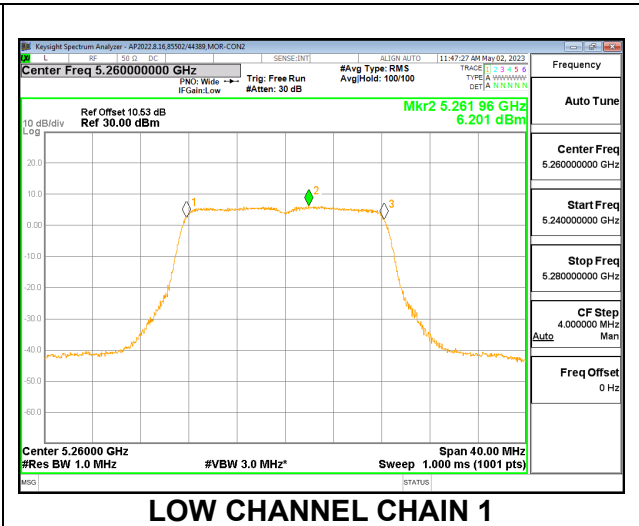 Keysight Spectrum Analyzer - AP2022.8.16,85502/44389,MOR-CON2
L RF 50 Ω DC SENSE:INT ALIGN AUTO 11:47:27 AM May 02, 2023
Center Freq 5.260000000 GHz
PNO: Wide
IFGain:Low
Trig: Free Run
#Atten: 30 dB
#Avg Type: RMS
Avg|Hold: 100/100
TRACE 1 2 3 4 5 6
TYPE A WWWWW
DET A N N N N N
Frequency
Auto Tune
Center Freq
5.260000000 GHz
Start Freq
5.240000000 GHz
Stop Freq
5.280000000 GHz
CF Step
4.000000 MHz
Auto Man
Freq Offset
0 Hz
Mkr2 5.261 96 GHz
6.201 dBm
Ref Offset 10.53 dB
10 dB/div Ref 30.00 dBm
Log
20.0
10.0
0.00
-10.0
-20.0
-30.0
-40.0
-50.0
-60.0
1
2
3
Center 5.26000 GHz Span 40.00 MHz
#Res BW 1.0 MHz #VBW 3.0 MHz* Sweep 1.000 ms (1001 pts)
MSG STATUS
LOW CHANNEL CHAIN 1